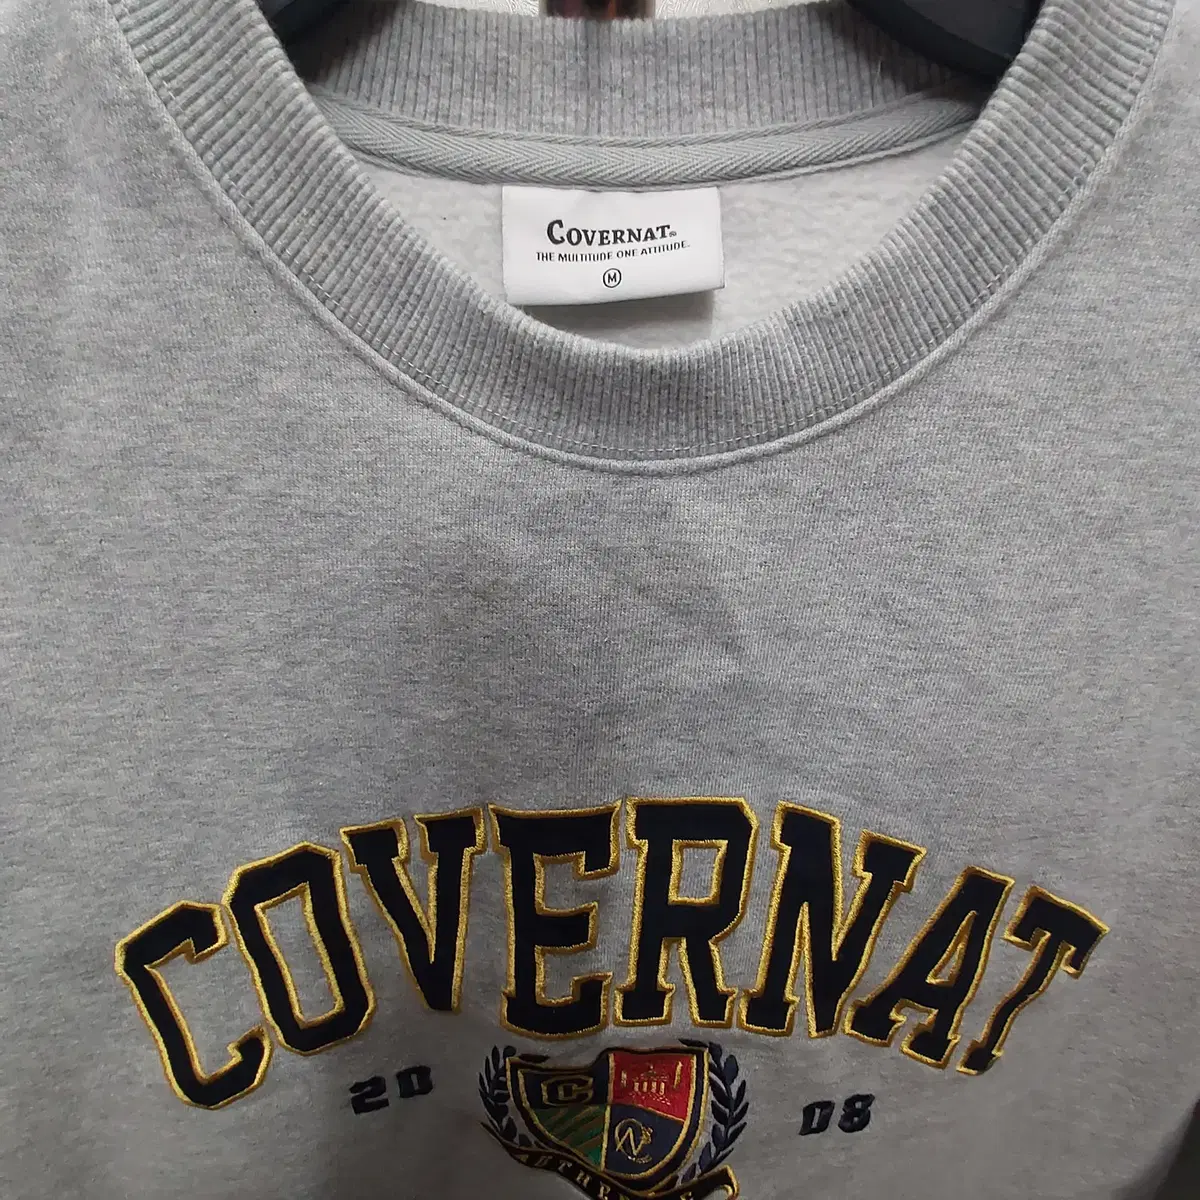 COVERNAT®
THE MULTITUDE ONE ATTITUDE.
M
COVERNAT
20 08
C